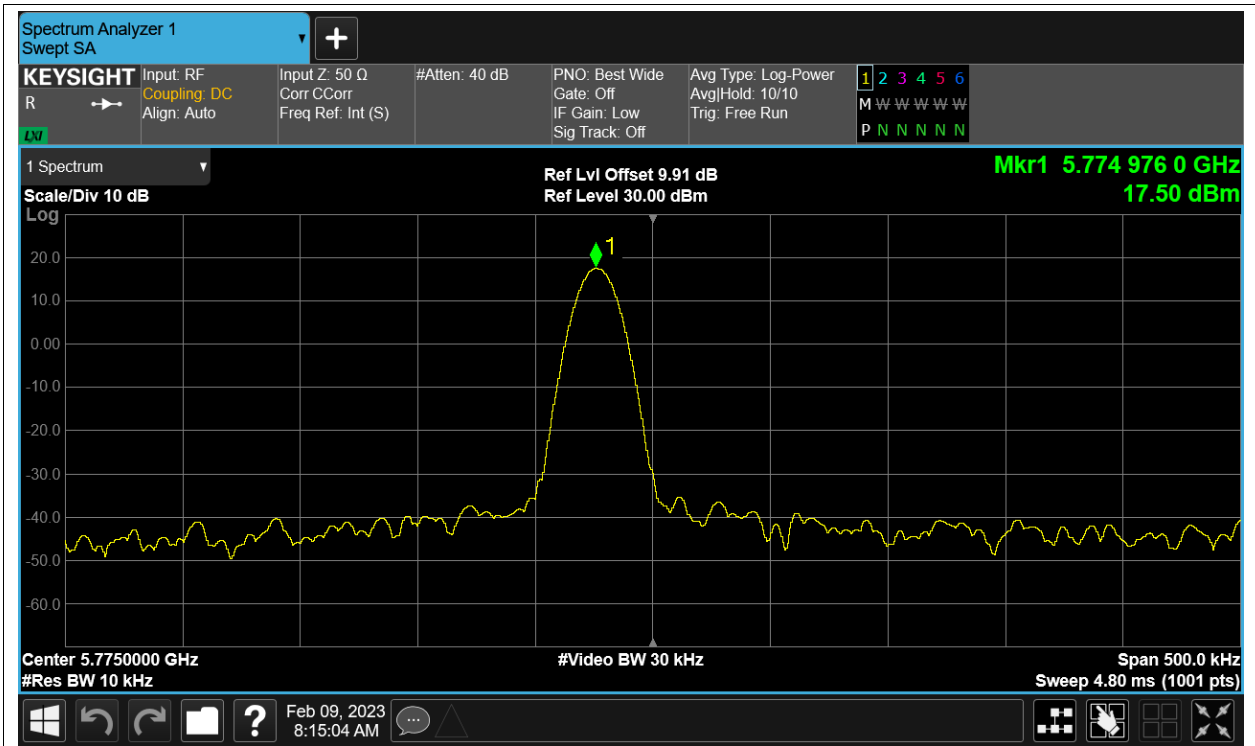 Spectrum Analyzer 1
Swept SA
KEYSIGHT
R
LXI
Input: RF
Coupling: DC
Align: Auto
Input Z: 50 Ω
Corr CCorr
Freq Ref: Int (S)
#Atten: 40 dB
PNO: Best Wide
Gate: Off
IF Gain: Low
Sig Track: Off
Avg Type: Log-Power
Avg|Hold: 10/10
Trig: Free Run
1 2 3 4 5 6
M W W W W W
P N N N N N
1 Spectrum
Scale/Div 10 dB
Log
Ref Lvl Offset 9.91 dB
Ref Level 30.00 dBm
Mkr1 5.774 976 0 GHz
17.50 dBm
1
20.0
10.0
0.00
-10.0
-20.0
-30.0
-40.0
-50.0
-60.0
Center 5.7750000 GHz
#Res BW 10 kHz
#Video BW 30 kHz
Span 500.0 kHz
Sweep 4.80 ms (1001 pts)
?
Feb 09, 2023
8:15:04 AM